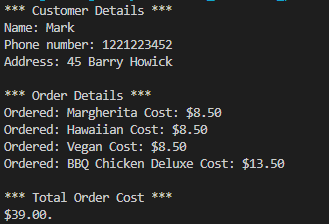 *** Customer Details ***
Name: Mark
Phone number: 1221223452
Address: 45 Barry Howick
*** Order Details ***
Ordered: Margherita Cost: $8.50
Ordered: Hawaiian Cost: $8.50
Ordered: Vegan Cost: $8.50
Ordered: BBQ Chicken Deluxe Cost: $13.50
*** Total Order Cost ***
$39.00.